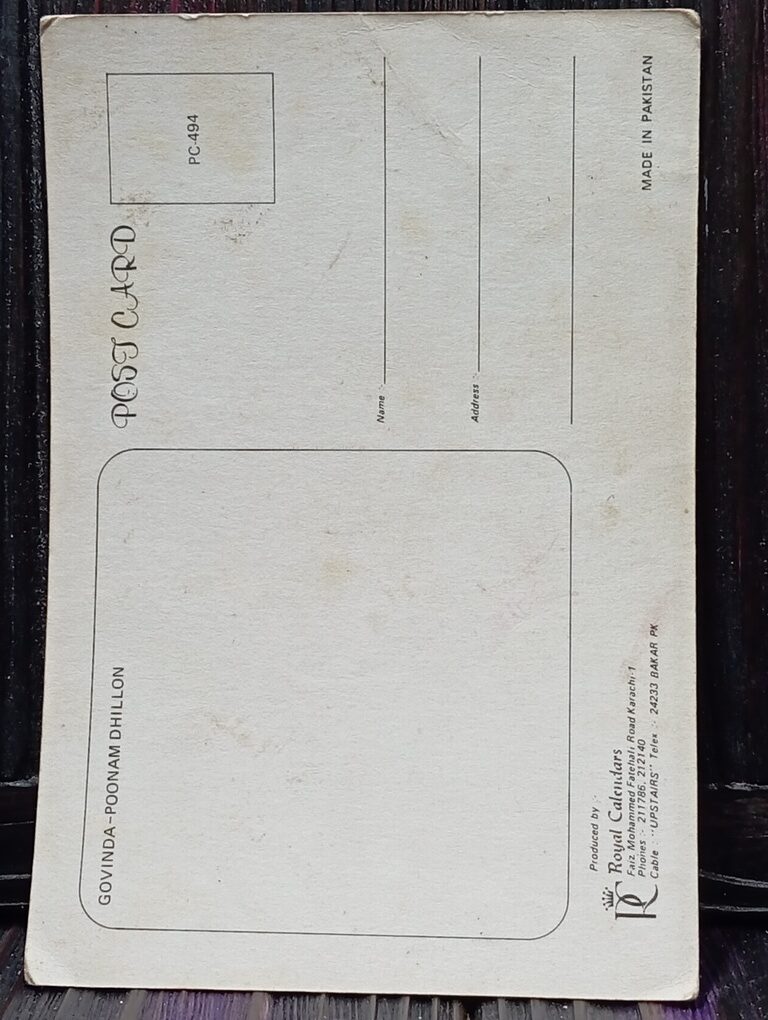 GOVINDA-POONAM DHILLON
POST CARD
PC-494
Name :-
Address :-
Produced by :-
RC Royal Calendars
Faiz Mohammed Fatehali Road Karachi-1
Phones :- 211786, 212140
Cable :- "UPSTAIRS" Telex :- 24233 BAKAR PK
MADE IN PAKISTAN